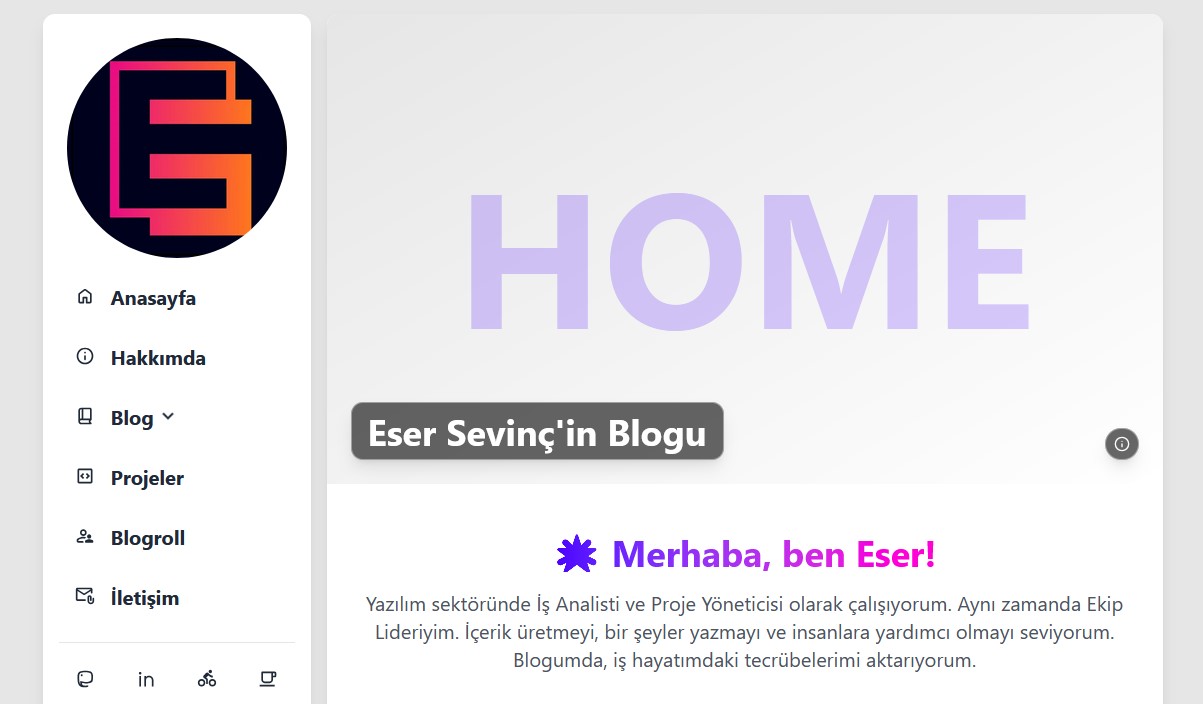 Anasayfa
Hakkımda
Blog
Projeler
Blogroll
İletişim
in
HOME
Eser Sevinç'in Blogu
Merhaba, ben Eser!
Yazılım sektöründe İş Analisti ve Proje Yöneticisi olarak çalışıyorum. Aynı zamanda Ekip
Lideriyim. İçerik üretmeyi, bir şeyler yazmayı ve insanlara yardımcı olmayı seviyorum.
Blogumda, iş hayatımdaki tecrübelerimi aktarıyorum.